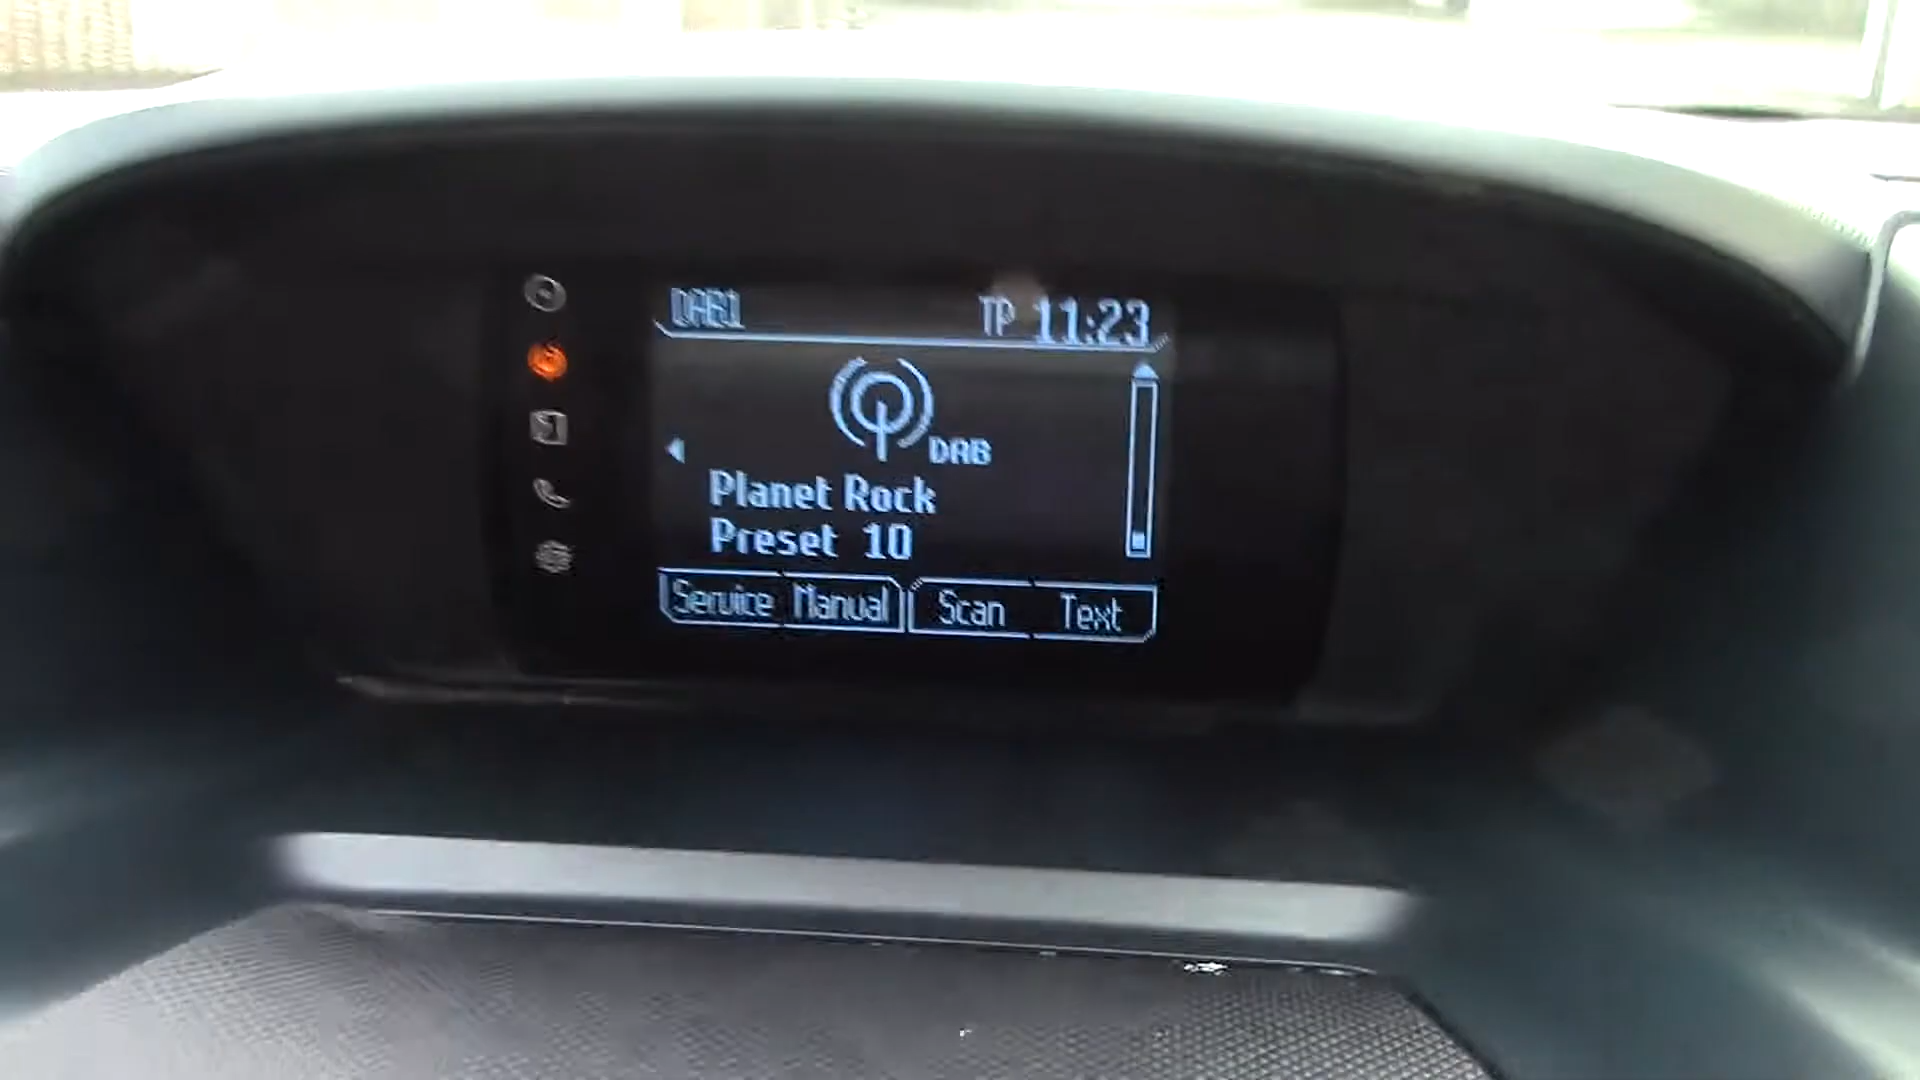 DAB1 TP 11:23
DAB
Planet Rock
Preset 10
Service Manual Scan Text